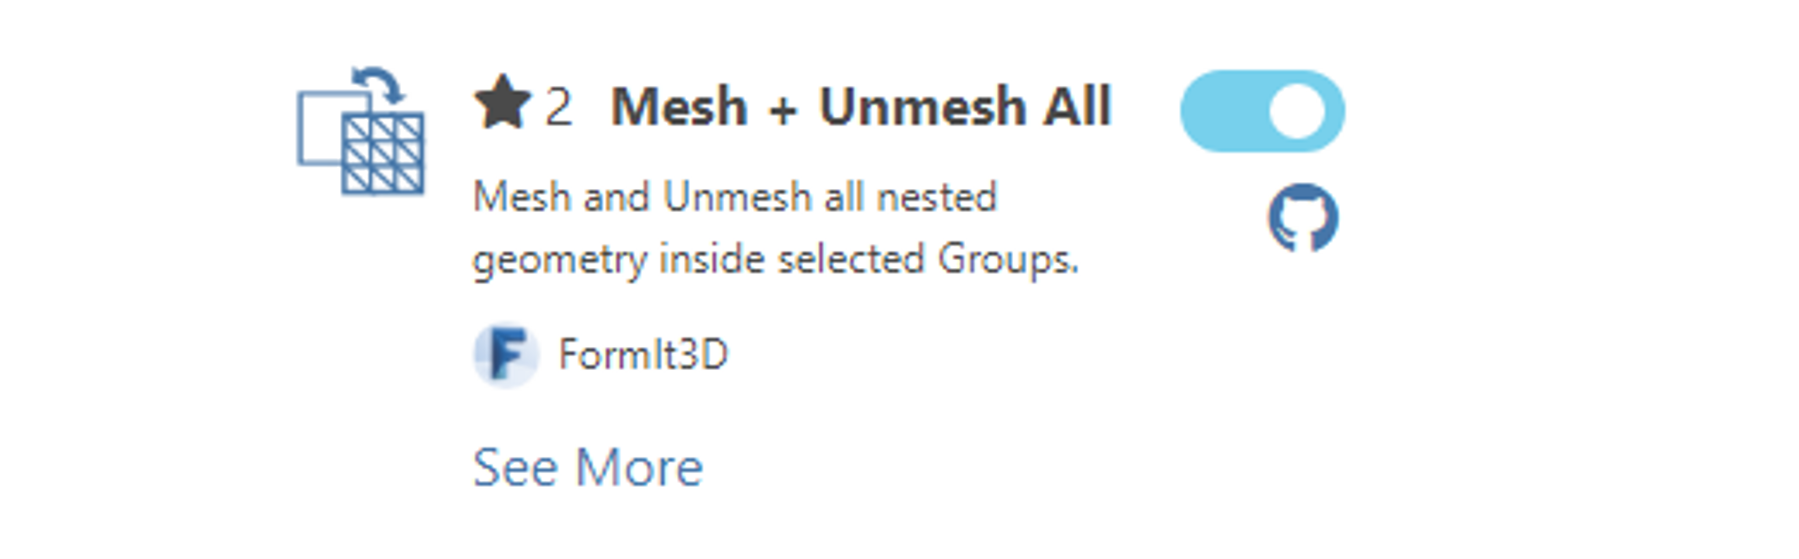 2 Mesh + Unmesh All
Mesh and Unmesh all nested
geometry inside selected Groups.
F FormIt3D
See More